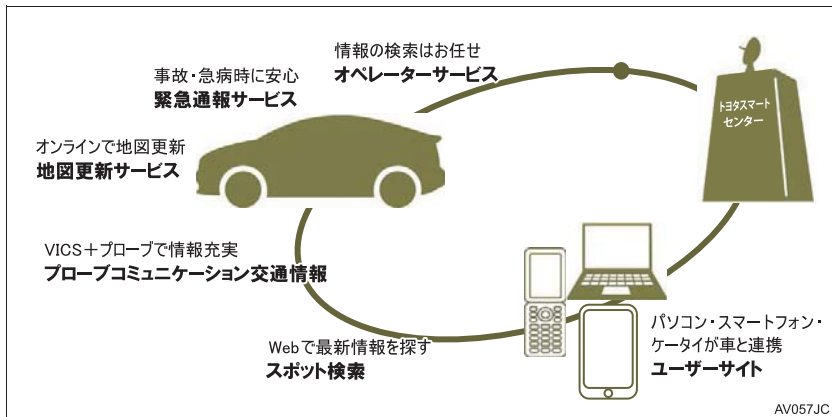 情報の検索はお任せ
オペレーターサービス
事故・急病時に安心
緊急通報サービス
トヨタスマート
センター
オンラインで地図更新
地図更新サービス
VICS＋プローブで情報充実
プローブコミュニケーション交通情報
パソコン・スマートフォン・
ケータイが車と連携
ユーザーサイト
Webで最新情報を探す
スポット検索
AV057JC